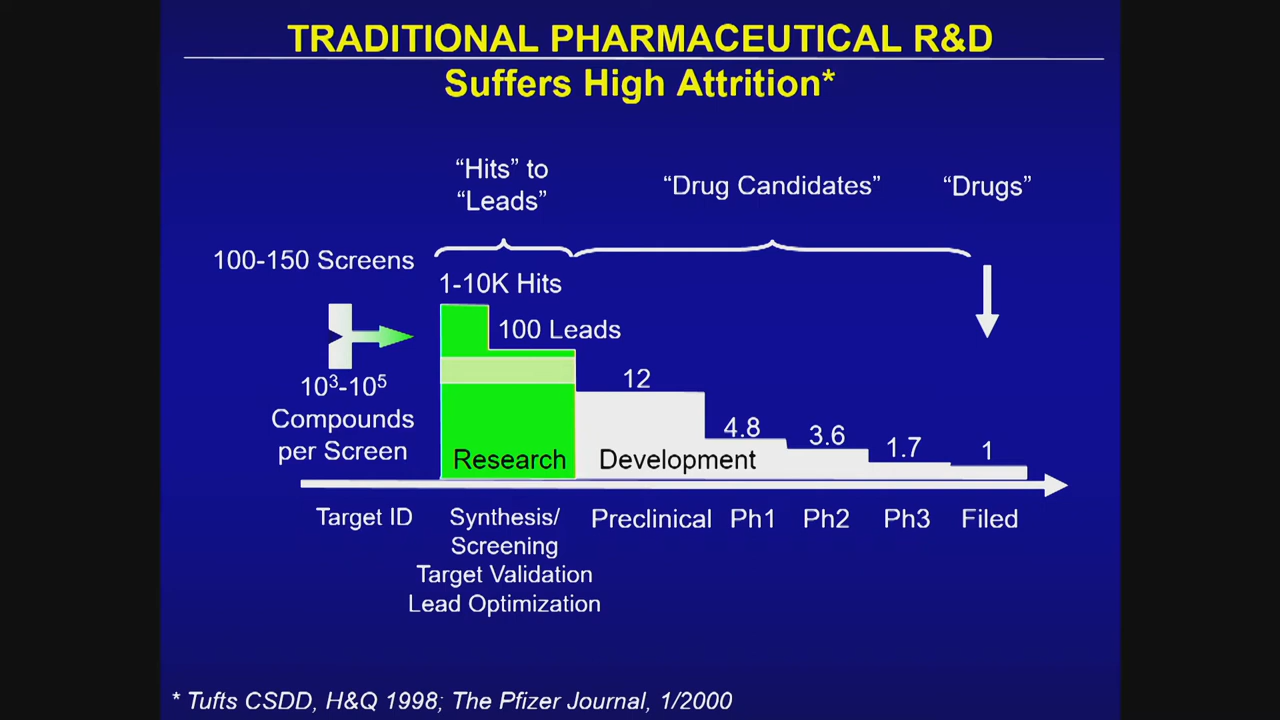 TRADITIONAL PHARMACEUTICAL R&D
Suffers High Attrition*
“Hits” to
“Leads”
“Drug Candidates”
“Drugs”
100-150 Screens
1-10K Hits
100 Leads
10³-10⁵
Compounds
per Screen
12
4.8
3.6
1.7
1
Research
Development
Target ID
Synthesis/
Screening
Target Validation
Lead Optimization
Preclinical
Ph1
Ph2
Ph3
Filed
* Tufts CSDD, H&Q 1998; The Pfizer Journal, 1/2000